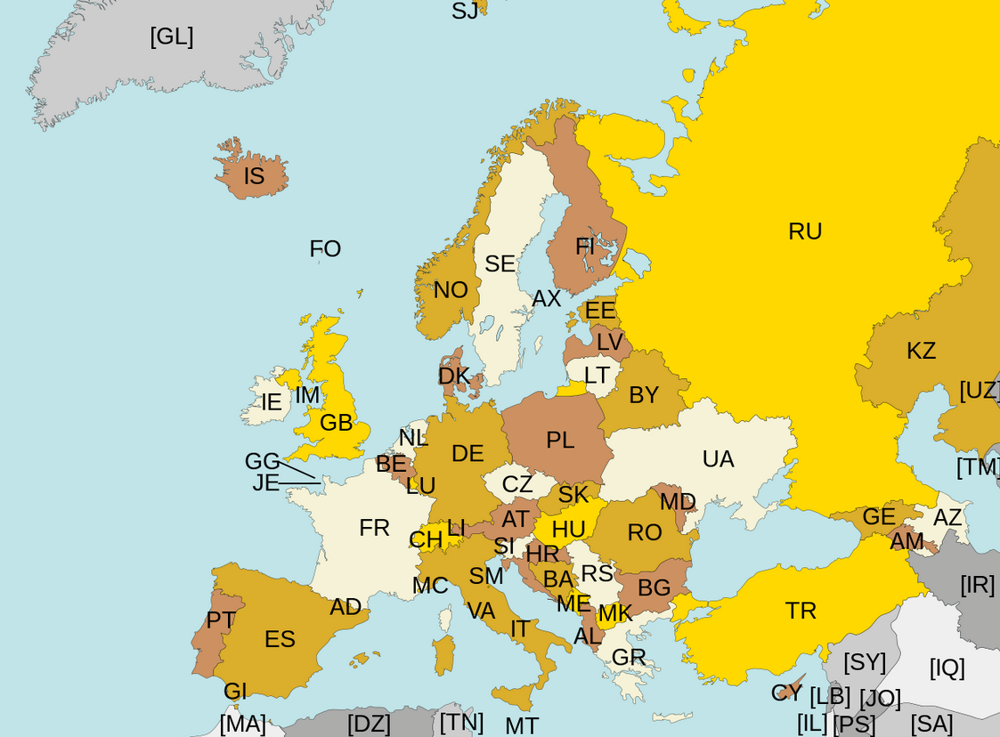 SJ
[GL]
IS
RU
FO
FI
SE
NO
AX
EE
LV
KZ
DK
LT
[UZ]
IE
IM
BY
GB
NL
PL
DE
BE
GG
UA
[TM]
JE
LU
CZ
SK
MD
FR
AT
GE
AZ
LI
HU
RO
CH
AM
SI
HR
SM
RS
BA
MC
BG
[IR]
AD
VA
ME
MK
TR
PT
IT
AL
ES
GR
[SY]
[IQ]
GI
CY
[LB]
[JO]
[MA]
[DZ]
[TN]
MT
[IL]
[PS]
[SA]